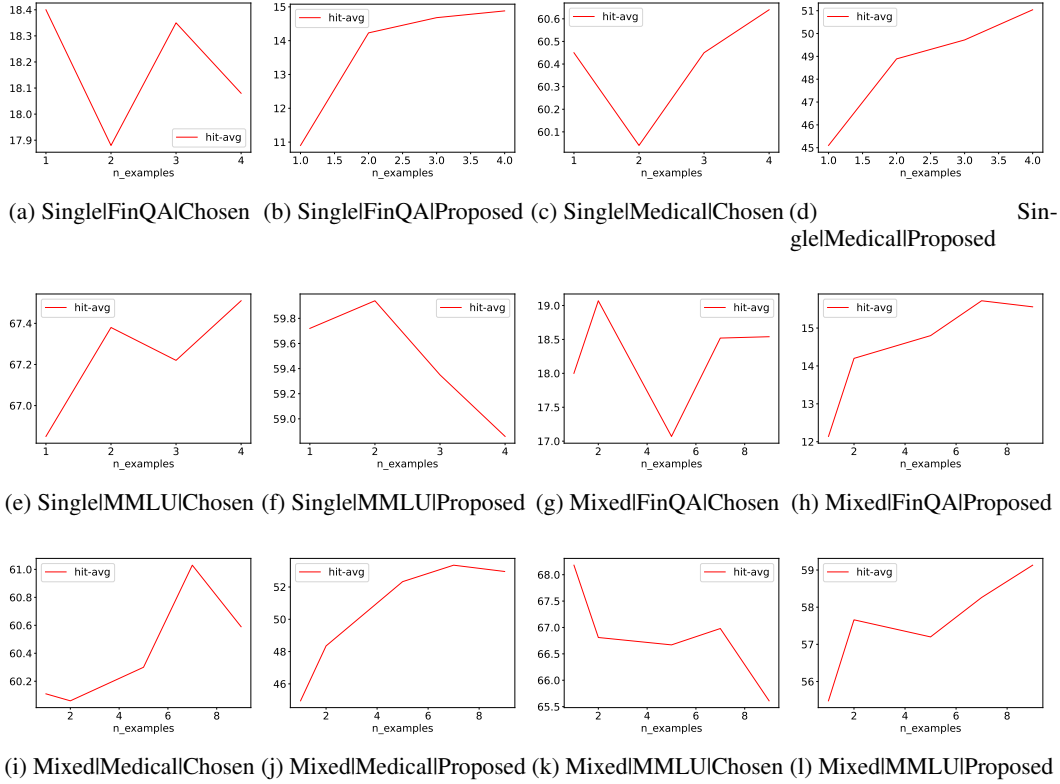 18.4
18.3
18.2
18.1
18.0
17.9
hit-avg
1
2
3
4
n_examples
(a) Single|FinQA|Chosen
15
14
13
12
11
hit-avg
1.0 1.5 2.0 2.5 3.0 3.5 4.0
n_examples
(b) Single|FinQA|Proposed
60.6
60.5
60.4
60.3
60.2
60.1
hit-avg
1
2
3
4
n_examples
(c) Single|Medical|Chosen
51
50
49
48
47
46
45
hit-avg
1.0 1.5 2.0 2.5 3.0 3.5 4.0
n_examples
(d) Sin-
gle|Medical|Proposed
67.4
67.2
67.0
hit-avg
1
2
3
4
n_examples
(e) Single|MMLU|Chosen
59.8
59.6
59.4
59.2
59.0
hit-avg
1
2
3
4
n_examples
(f) Single|MMLU|Proposed
19.0
18.5
18.0
17.5
17.0
hit-avg
2
4
6
8
n_examples
(g) Mixed|FinQA|Chosen
15
14
13
12
hit-avg
2
4
6
8
n_examples
(h) Mixed|FinQA|Proposed
61.0
60.8
60.6
60.4
60.2
hit-avg
2
4
6
8
n_examples
(i) Mixed|Medical|Chosen
52
50
48
46
hit-avg
2
4
6
8
n_examples
(j) Mixed|Medical|Proposed
68.0
67.5
67.0
66.5
66.0
65.5
hit-avg
2
4
6
8
n_examples
(k) Mixed|MMLU|Chosen
59
58
57
56
hit-avg
2
4
6
8
n_examples
(l) Mixed|MMLU|Proposed